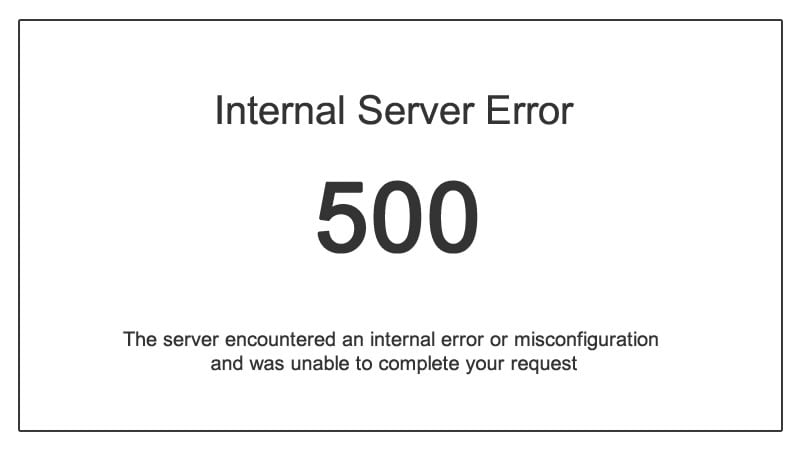 Internal Server Error
500
The server encountered an internal error or misconfiguration
and was unable to complete your request